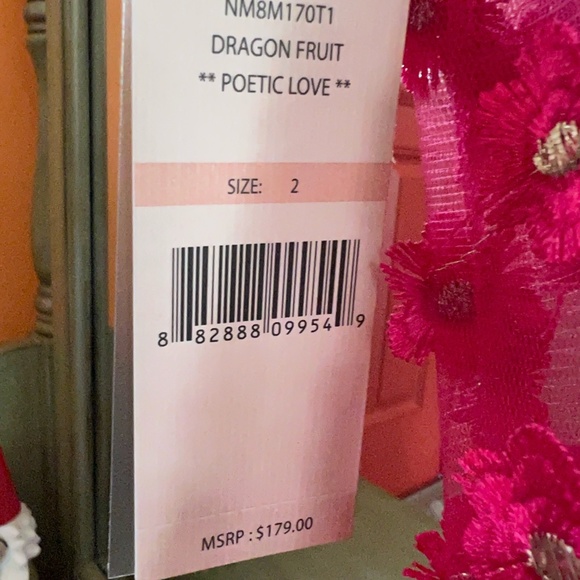 NM8M170T1
DRAGON FRUIT
** POETIC LOVE **
SIZE: 2
8 82888 09954 9
MSRP : $179.00